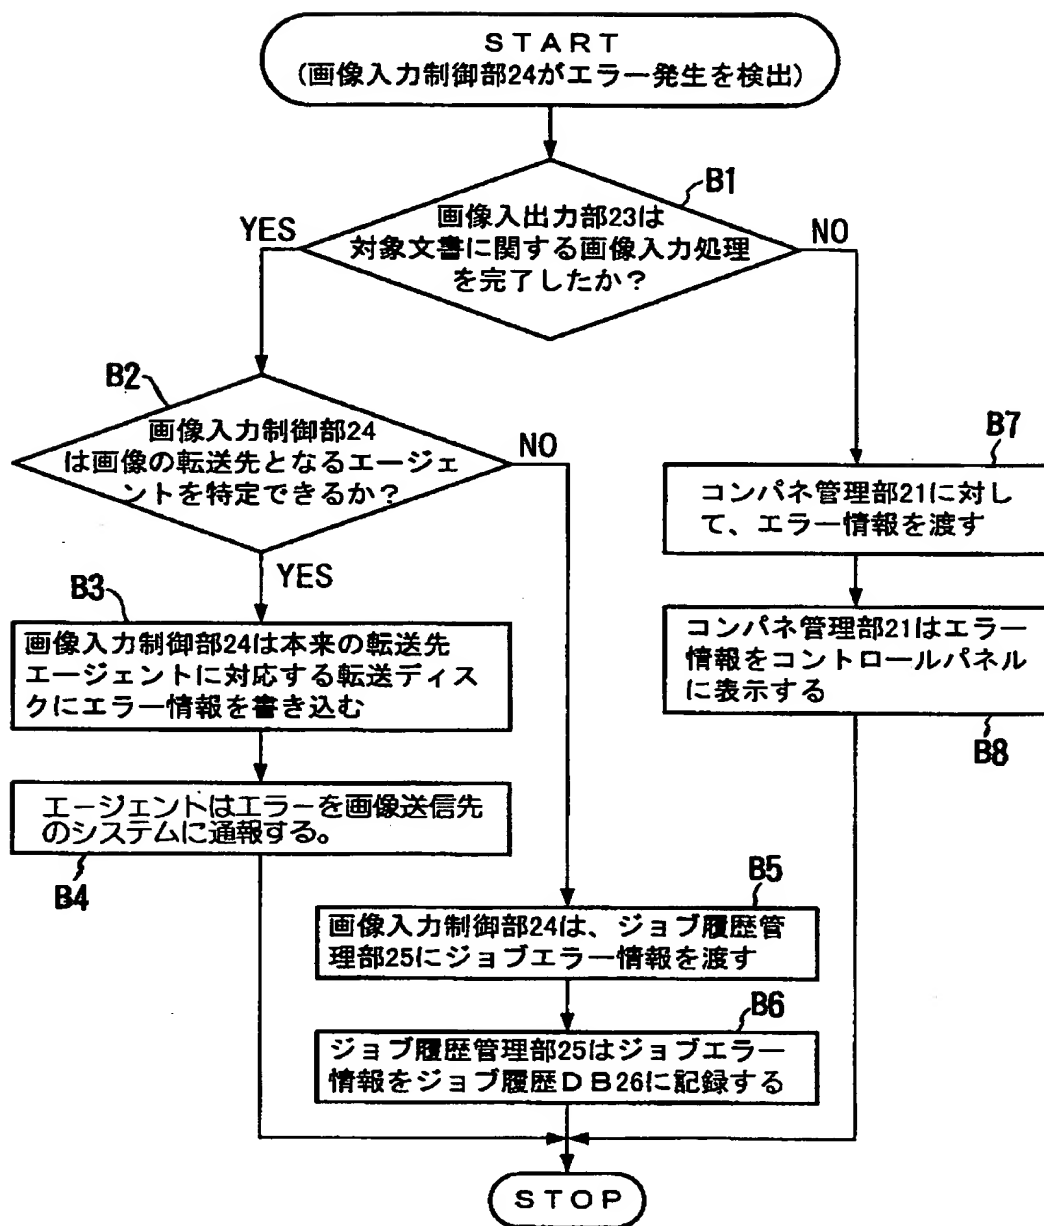 START
(画像入力制御部24がエラー発生を検出)
B1
画像入出力部23は
対象文書に関する画像入力処理
を完了したか?
YES
NO
B2
画像入力制御部24
は画像の転送先となるエージェ
ントを特定できるか?
NO
YES
B7
コンパネ管理部21に対し
て、エラー情報を渡す
B3
画像入力制御部24は本来の転送先
エージェントに対応する転送ディス
クにエラー情報を書き込む
コンパネ管理部21はエラー
情報をコントロールパネル
に表示する
B8
エージェントはエラーを画像送信先
のシステムに通報する。
B4
B5
画像入力制御部24は、ジョブ履歴管
理部25にジョブエラー情報を渡す
B6
ジョブ履歴管理部25はジョブエラー
情報をジョブ履歴DB26に記録する
STOP